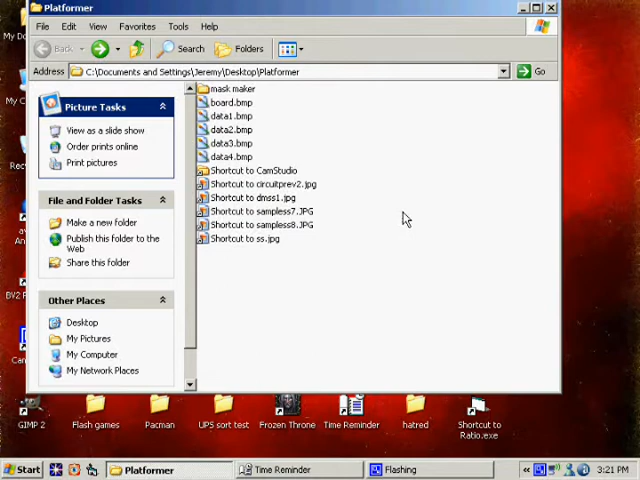 Platformer
File Edit View Favorites Tools Help
Back Search Folders
Address C:\Documents and Settings\Jeremy\Desktop\Platformer Go
Picture Tasks
View as a slide show
Order prints online
Print pictures
File and Folder Tasks
Make a new folder
Publish this folder to the
Web
Share this folder
Other Places
Desktop
My Pictures
My Computer
My Network Places
mask maker
board.bmp
data1.bmp
data2.bmp
data3.bmp
data4.bmp
Shortcut to CamStudio
Shortcut to circuitprev2.jpg
Shortcut to dmss1.jpg
Shortcut to sampless7.JPG
Shortcut to sampless8.JPG
Shortcut to ss.jpg
GIMP 2 Flash games Pacman UPS sort test Frozen Throne Time Reminder hatred Shortcut to
Ratio.exe
Start Platformer Time Reminder Flashing « 3:21 PM